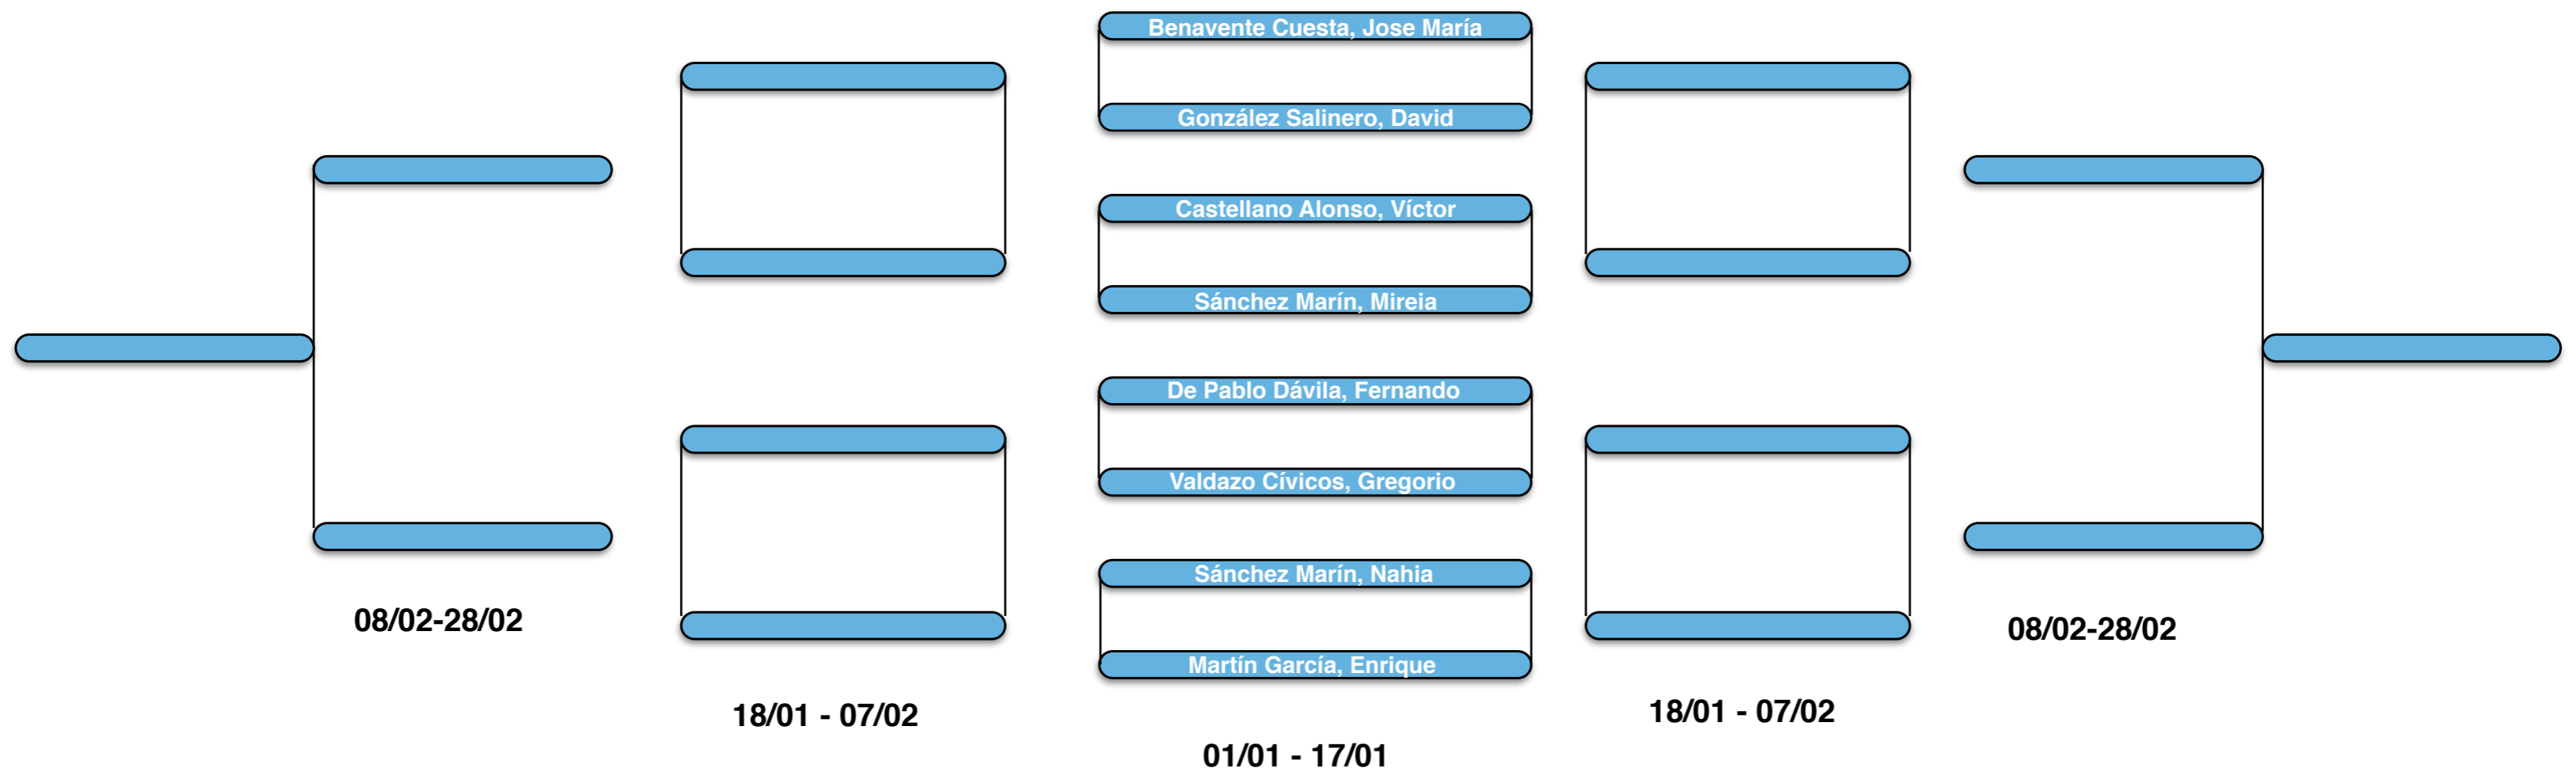 Benavente Cuesta, Jose María
González Salinero, David
Castellano Alonso, Víctor
Sánchez Marín, Mireia
De Pablo Dávila, Fernando
Valdazo Cívicos, Gregorio
Sánchez Marín, Nahia
Martín García, Enrique
08/02-28/02
18/01 - 07/02
01/01 - 17/01
18/01 - 07/02
08/02-28/02